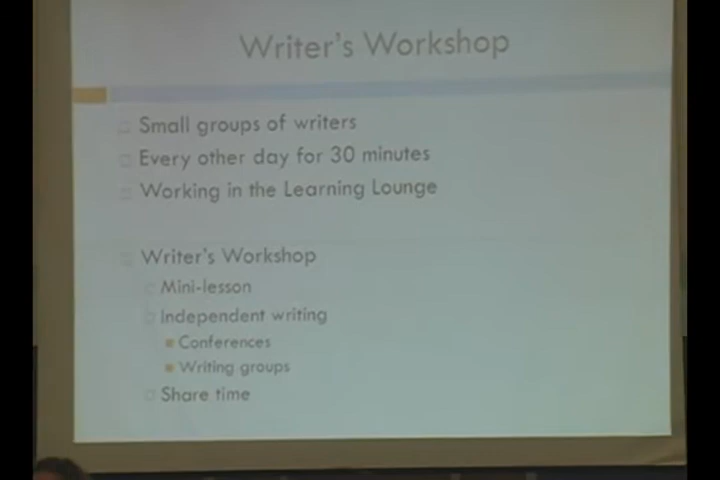 Writer's Workshop
Small groups of writers
Every other day for 30 minutes
Working in the Learning Lounge
Writer's Workshop
Mini-lesson
Independent writing
Conferences
Writing groups
Share time